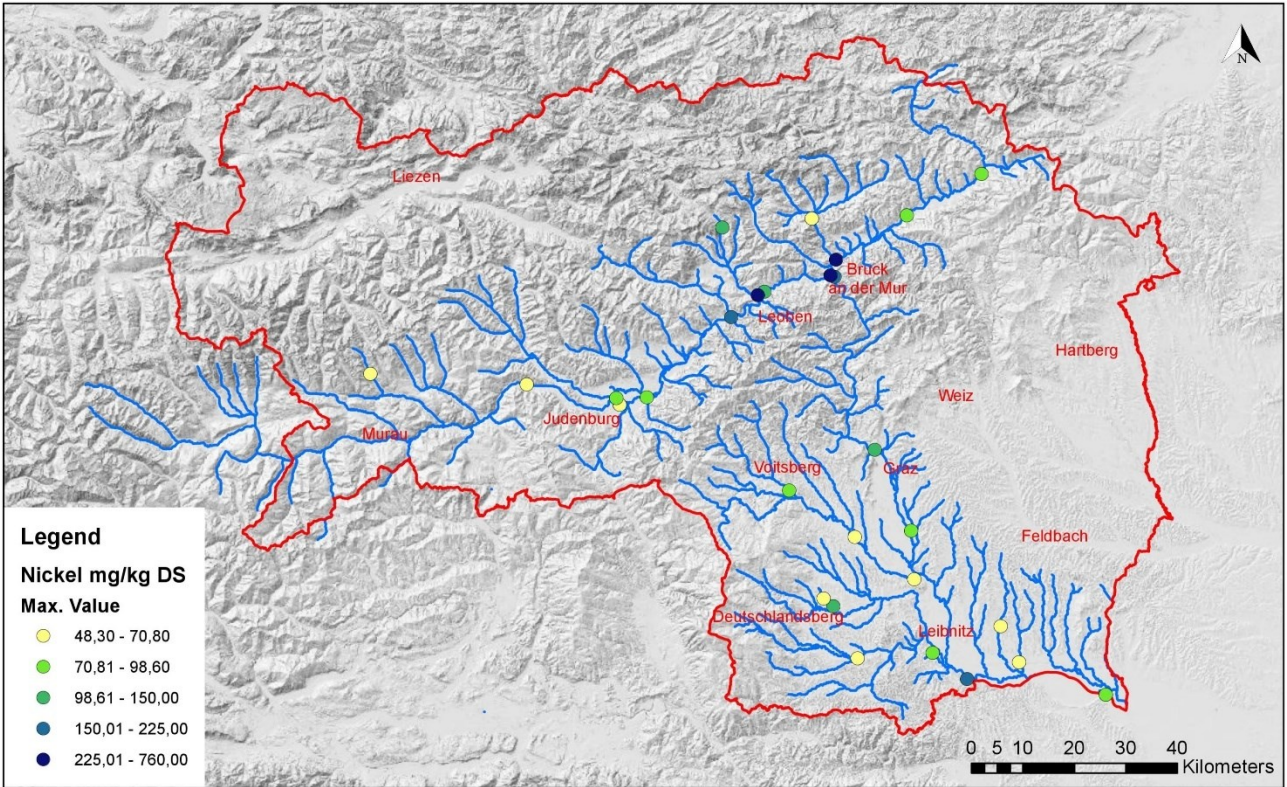 N
Liezen
Bruck
an der Mur
Leoben
Hartberg
Weiz
Judenburg
Murau
Voitsberg
Graz
Feldbach
Deutschlandsberg
Leibnitz
Legend
Nickel mg/kg DS
Max. Value
48,30 - 70,80
70,81 - 98,60
98,61 - 150,00
150,01 - 225,00
225,01 - 760,00
0 5 10 20 30 40
Kilometers